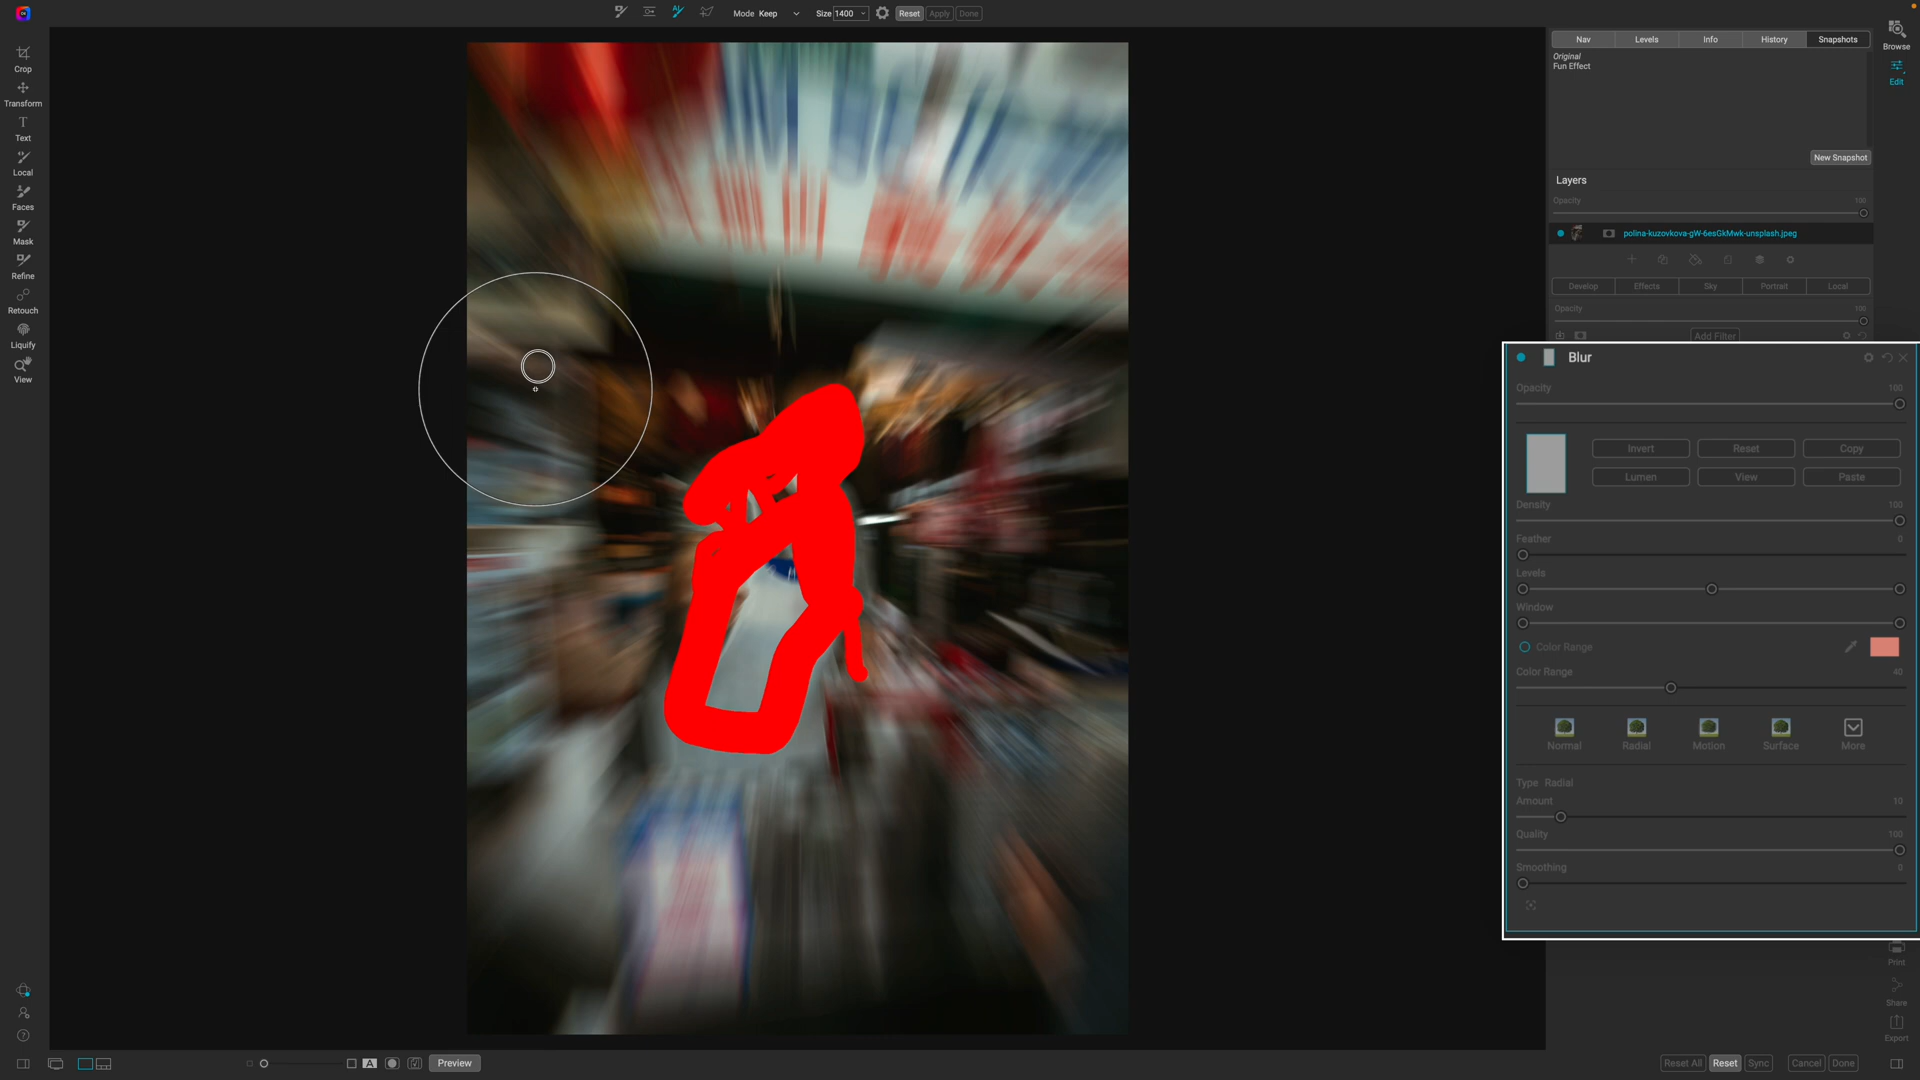 Mode Keep
Size 1400
Reset
Apply
Done
Crop
Transform
Text
Local
Faces
Mask
Refine
Retouch
Liquify
View
Nav
Levels
Info
History
Snapshots
Original
Fun Effect
New Snapshot
Browse
Edit
Layers
Opacity 100
polina-kuzovkova-gW-6esGkMwk-unsplash.jpeg
Develop
Effects
Sky
Portrait
Local
Opacity 100
Add Filter
Blur
Opacity 100
Invert
Reset
Copy
Lumen
View
Paste
Density 100
Feather 0
Levels
Window
Color Range
Color Range 40
Normal
Radial
Motion
Surface
More
Type Radial
Amount 10
Quality 100
Smoothing 0
Print
Share
Export
A
Preview
Reset All
Reset
Sync
Cancel
Done